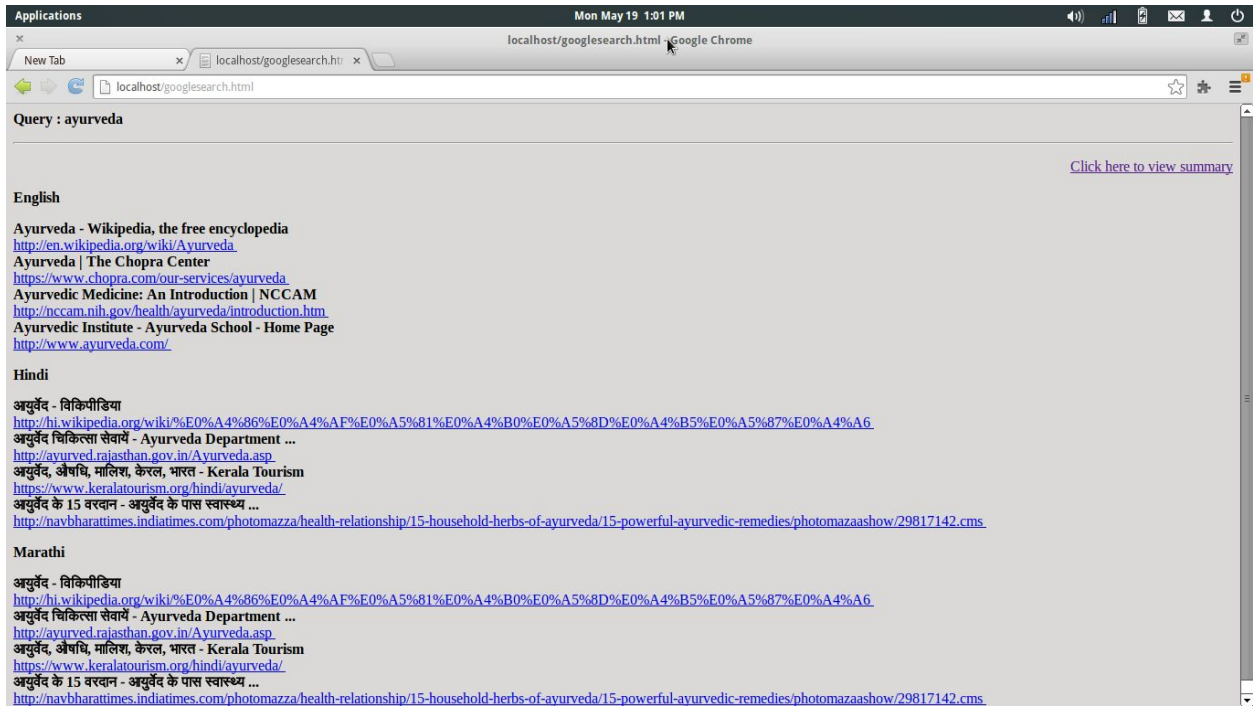 Applications
Mon May 19 1:01 PM
localhost/googlesearch.html - Google Chrome
New Tab
localhost/googlesearch.ht
localhost/googlesearch.html
Query : ayurveda
Click here to view summary
English
Ayurveda - Wikipedia, the free encyclopedia
http://en.wikipedia.org/wiki/Ayurveda
Ayurveda | The Chopra Center
https://www.chopra.com/our-services/ayurveda
Ayurvedic Medicine: An Introduction | NCCAM
http://nccam.nih.gov/health/ayurveda/introduction.htm
Ayurvedic Institute - Ayurveda School - Home Page
http://www.ayurveda.com/
Hindi
आयुर्वेद - विकिपीडिया
http://hi.wikipedia.org/wiki/%E0%A4%86%E0%A4%AF%E0%A5%81%E0%A4%B0%E0%A5%8D%E0%A4%B5%E0%A5%87%E0%A4%A6
आयुर्वेद चिकित्सा सेवायें - Ayurveda Department ...
http://ayurved.rajasthan.gov.in/Ayurveda.asp
आयुर्वेद, औषधि, मालिश, केरल, भारत - Kerala Tourism
https://www.keralatourism.org/hindi/ayurveda/
आयुर्वेद के 15 वरदान - आयुर्वेद के पास स्वास्थ्य ...
http://navbharattimes.indiatimes.com/photomazza/health-relationship/15-household-herbs-of-ayurveda/15-powerful-ayurvedic-remedies/photomazaashow/29817142.cms
Marathi
आयुर्वेद - विकिपीडिया
http://hi.wikipedia.org/wiki/%E0%A4%86%E0%A4%AF%E0%A5%81%E0%A4%B0%E0%A5%8D%E0%A4%B5%E0%A5%87%E0%A4%A6
आयुर्वेद चिकित्सा सेवायें - Ayurveda Department ...
http://ayurved.rajasthan.gov.in/Ayurveda.asp
आयुर्वेद, औषधि, मालिश, केरल, भारत - Kerala Tourism
https://www.keralatourism.org/hindi/ayurveda/
आयुर्वेद के 15 वरदान - आयुर्वेद के पास स्वास्थ्य ...
http://navbharattimes.indiatimes.com/photomazza/health-relationship/15-household-herbs-of-ayurveda/15-powerful-ayurvedic-remedies/photomazaashow/29817142.cms